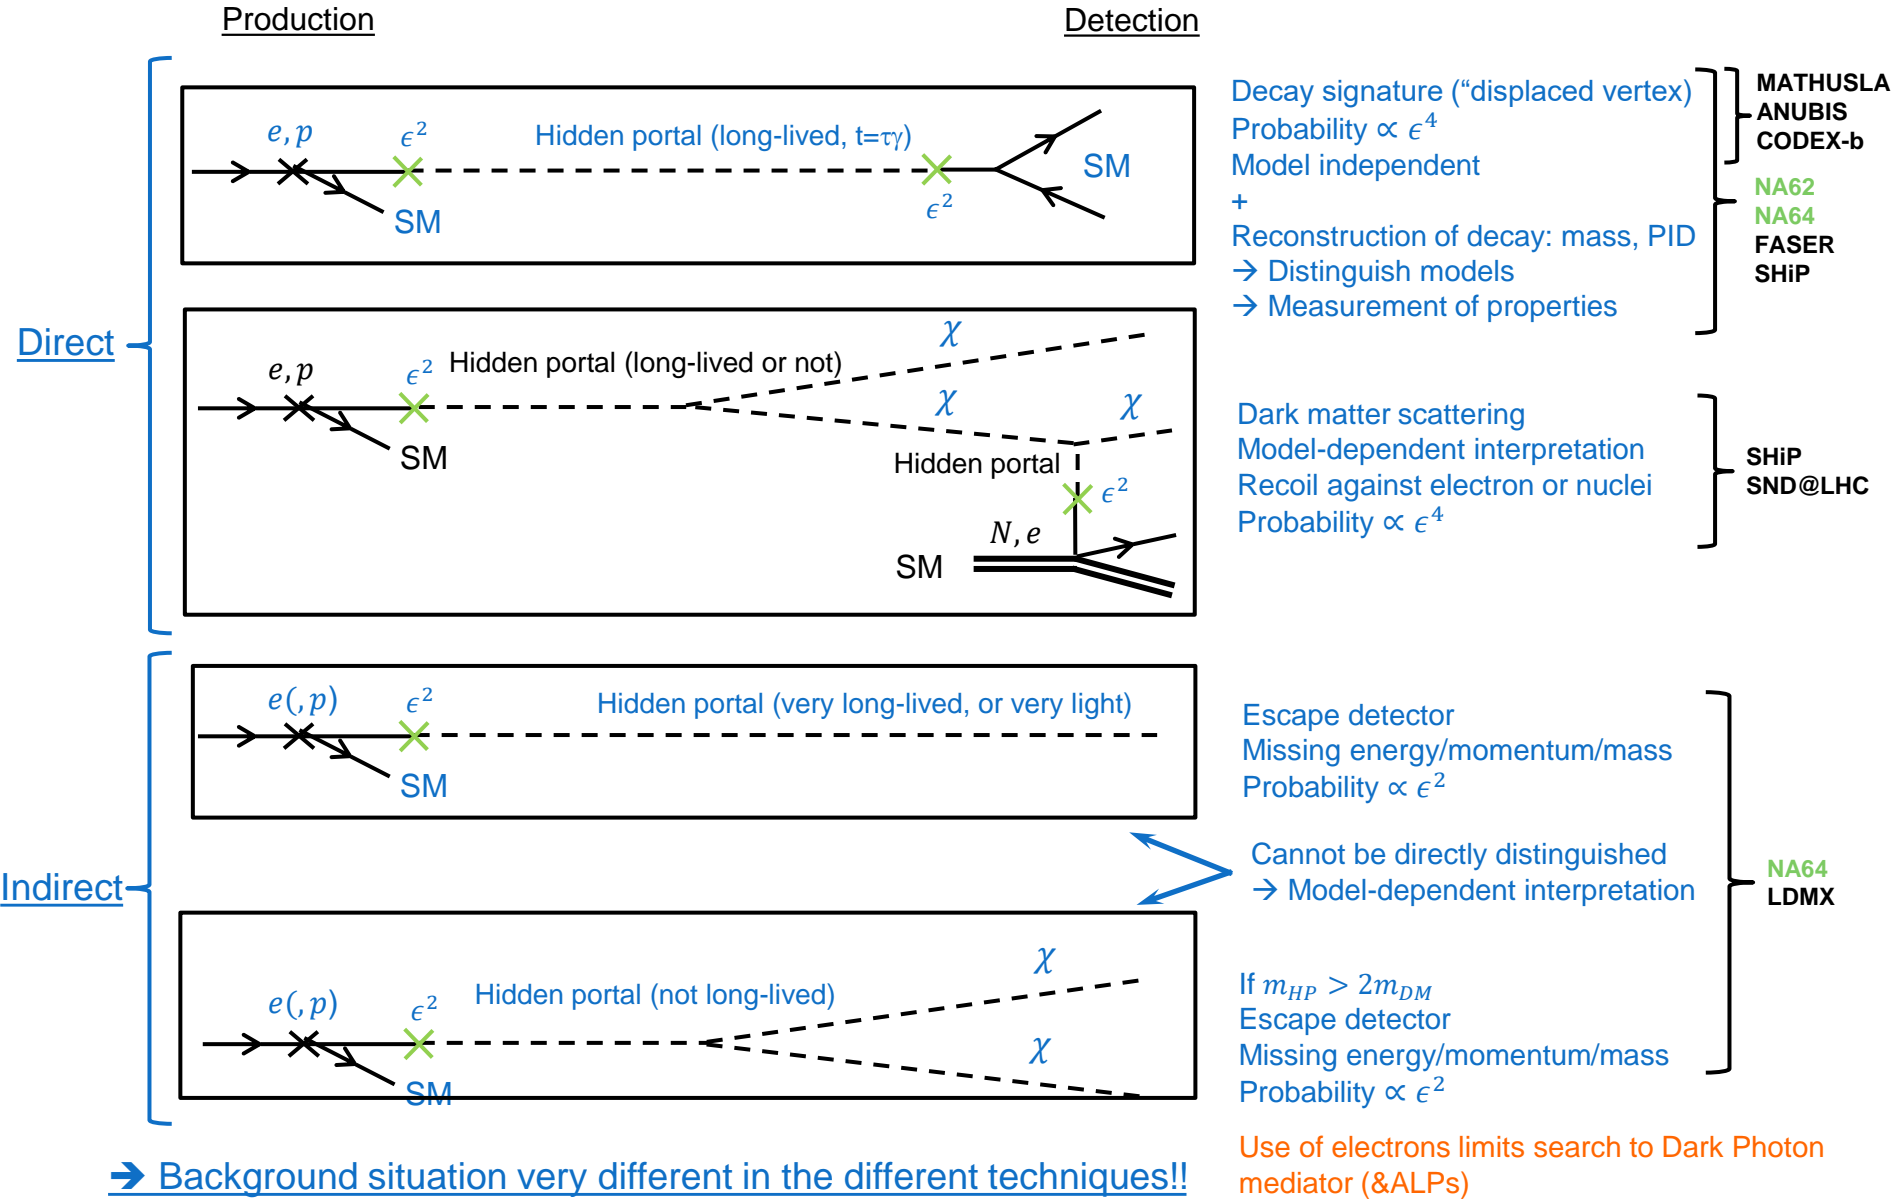 Production
Detection
e, p
ϵ²
Hidden portal (long-lived, t=τγ)
SM
ϵ²
SM
Decay signature (“displaced vertex)
Probability ∝ ϵ⁴
Model independent
+
Reconstruction of decay: mass, PID
→ Distinguish models
→ Measurement of properties
MATHUSLA
ANUBIS
CODEX-b
NA62
NA64
FASER
SHiP
Direct
e, p
ϵ²
Hidden portal (long-lived or not)
χ
χ
χ
SM
Hidden portal
ϵ²
N, e
SM
Dark matter scattering
Model-dependent interpretation
Recoil against electron or nuclei
Probability ∝ ϵ⁴
SHiP
SND@LHC
Indirect
e(, p)
ϵ²
Hidden portal (very long-lived, or very light)
SM
Escape detector
Missing energy/momentum/mass
Probability ∝ ϵ²
Cannot be directly distinguished
→ Model-dependent interpretation
NA64
LDMX
e(, p)
ϵ²
Hidden portal (not long-lived)
χ
χ
SM
If m_HP > 2m_DM
Escape detector
Missing energy/momentum/mass
Probability ∝ ϵ²
Use of electrons limits search to Dark Photon
mediator (&ALPs)
➔ Background situation very different in the different techniques!!